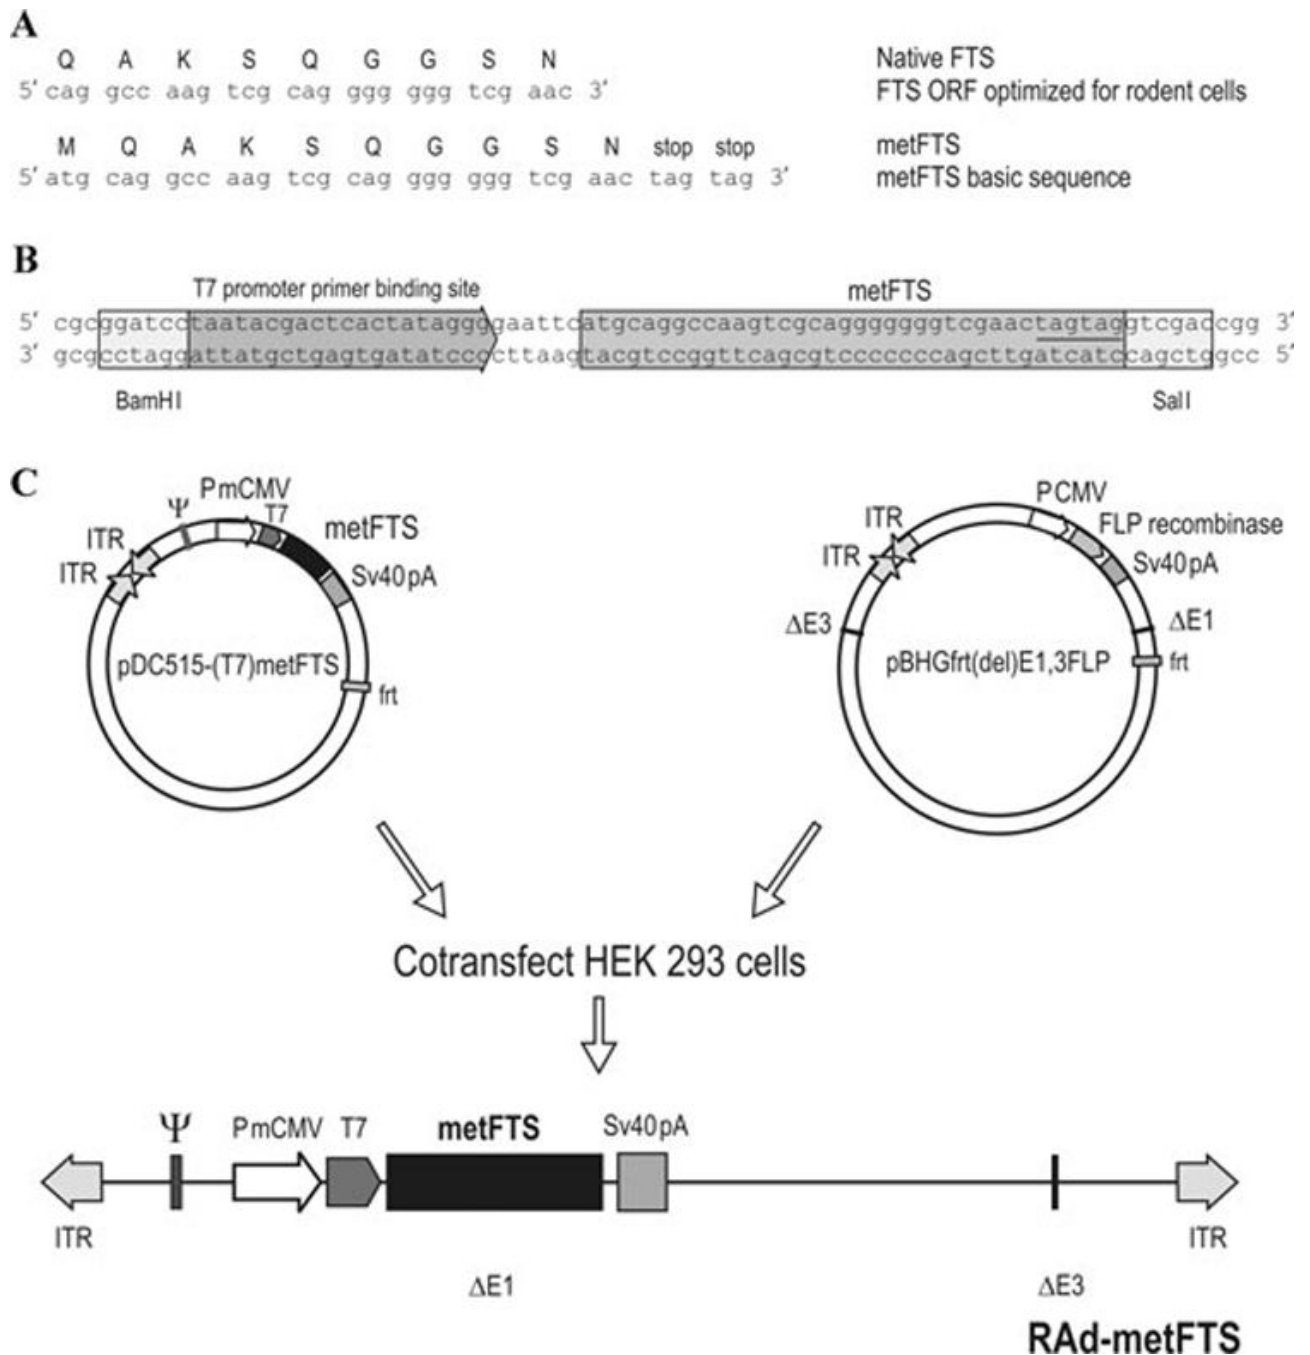 A
Q A K S Q G G S N Native FTS
5' cag gcc aag tcg cag ggg ggg tcg aac 3' FTS ORF optimized for rodent cells
M Q A K S Q G G S N stop stop metFTS
5' atg cag gcc aag tcg cag ggg ggg tcg aac tag tag 3' metFTS basic sequence
B
T7 promoter primer binding site metFTS
5' cgcggatcctaatacgactcactataggggaattcatgcaggccaagtcgcagggggggtcgaactagtaggtcgaccgg 3'
3' gcgcctaggattatgctgagtgatatccccttaagtacgtccggttcagcgtccccccccagcttgatcatccagctggcc 5'
BamHI SalI
C
PmCMV
Ψ T7
ITR metFTS
ITR Sv40pA
pDC515-(T7)metFTS
frt
PCMV
ITR FLP recombinase
ITR Sv40pA
ΔE3 ΔE1
pBHGfrt(del)E1,3FLP frt
Cotransfect HEK 293 cells
Ψ PmCMV T7 metFTS Sv40pA
ITR ITR
ΔE1 ΔE3
RAd-metFTS